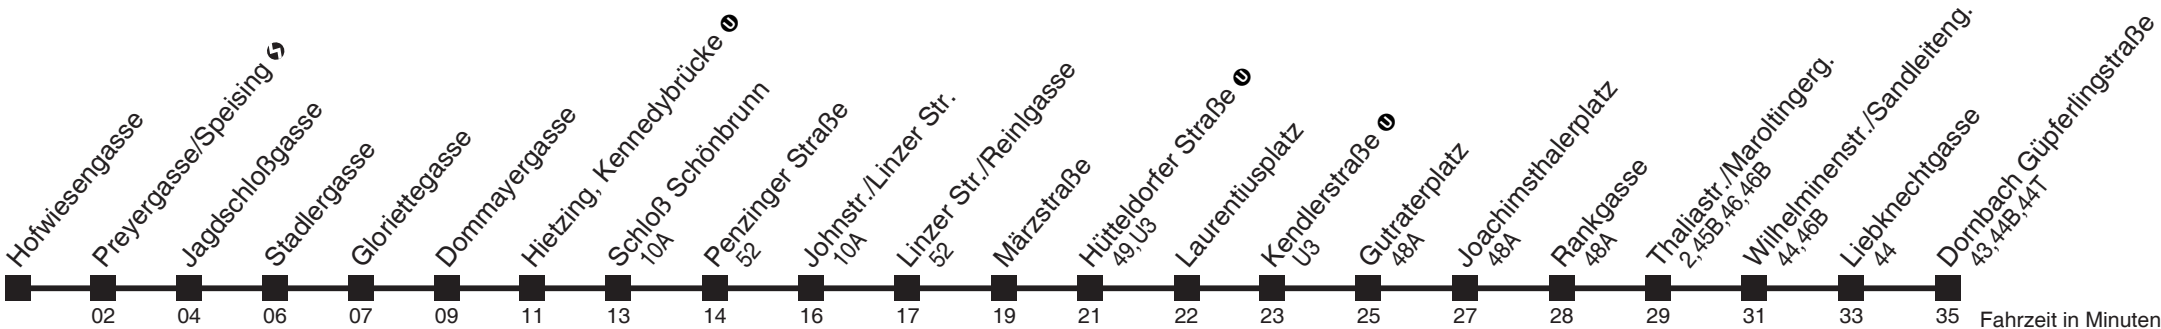 Hofwiesengasse
Preyergasse/Speising
Jagdschloßgasse
Stadlergasse
Gloriettegasse
Dommayergasse
Hietzing, Kennedybrücke U
Schloß Schönbrunn
10A
Penzinger Straße
52
Johnstr./Linzer Str.
10A
Linzer Str./Reinlgasse
52
Märzstraße
Hütteldorfer Straße U
49,U3
Laurentiusplatz
Kendlerstraße U
U3
Gutraterplatz
48A
Joachimsthalerplatz
48A
Rankgasse
48A
Thaliastr./Maroltingerg.
2,45B,46,46B
Wilhelminenstr./Sandleiteng.
44,46B
Liebknechtgasse
44
Dornbach Güpferlingstraße
43,44B,44T
02 04 06 07 09 11 13 14 16 17 19 21 22 23 25 27 28 29 31 33 35 Fahrzeit in Minuten